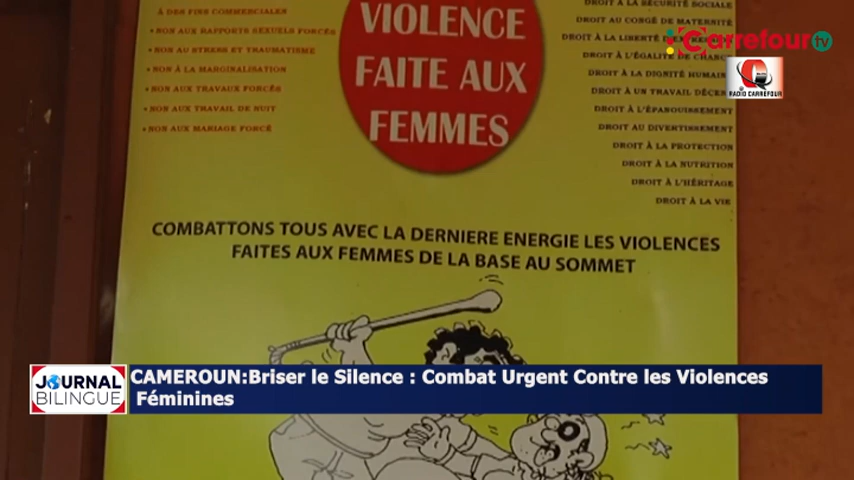 À DES FINS COMMERCIALES
• NON AUX RAPPORTS SEXUELS FORCÉS
• NON AU STRESS ET TRAUMATISME
• NON À LA MARGINALISATION
• NON AUX TRAVAUX FORCÉS
• NON AUX TRAVAIL DE NUIT
• NON AUX MARIAGE FORCÉ
VIOLENCE
FAITE AUX
FEMMES
DROIT À LA SÉCURITÉ SOCIALE
DROIT AU CONGÉ DE MATERNITÉ
DROIT À LA LIBERTÉ
DROIT À L'ÉGALITÉ DE
DROIT À LA DIGNITÉ
DROIT À UN TRAVAIL
DROIT À L'ÉPANOUISSEMENT
DROIT AU DIVERTISSEMENT
DROIT À LA PROTECTION
DROIT À LA NUTRITION
DROIT À L'HÉRITAGE
DROIT À LA VIE
Carrefour tv
RADIO CARREFOUR
COMBATTONS TOUS AVEC LA DERNIERE ENERGIE LES VIOLENCES
FAITES AUX FEMMES DE LA BASE AU SOMMET
JOURNAL
BILINGUE
CAMEROUN:Briser le Silence : Combat Urgent Contre les Violences
Féminines